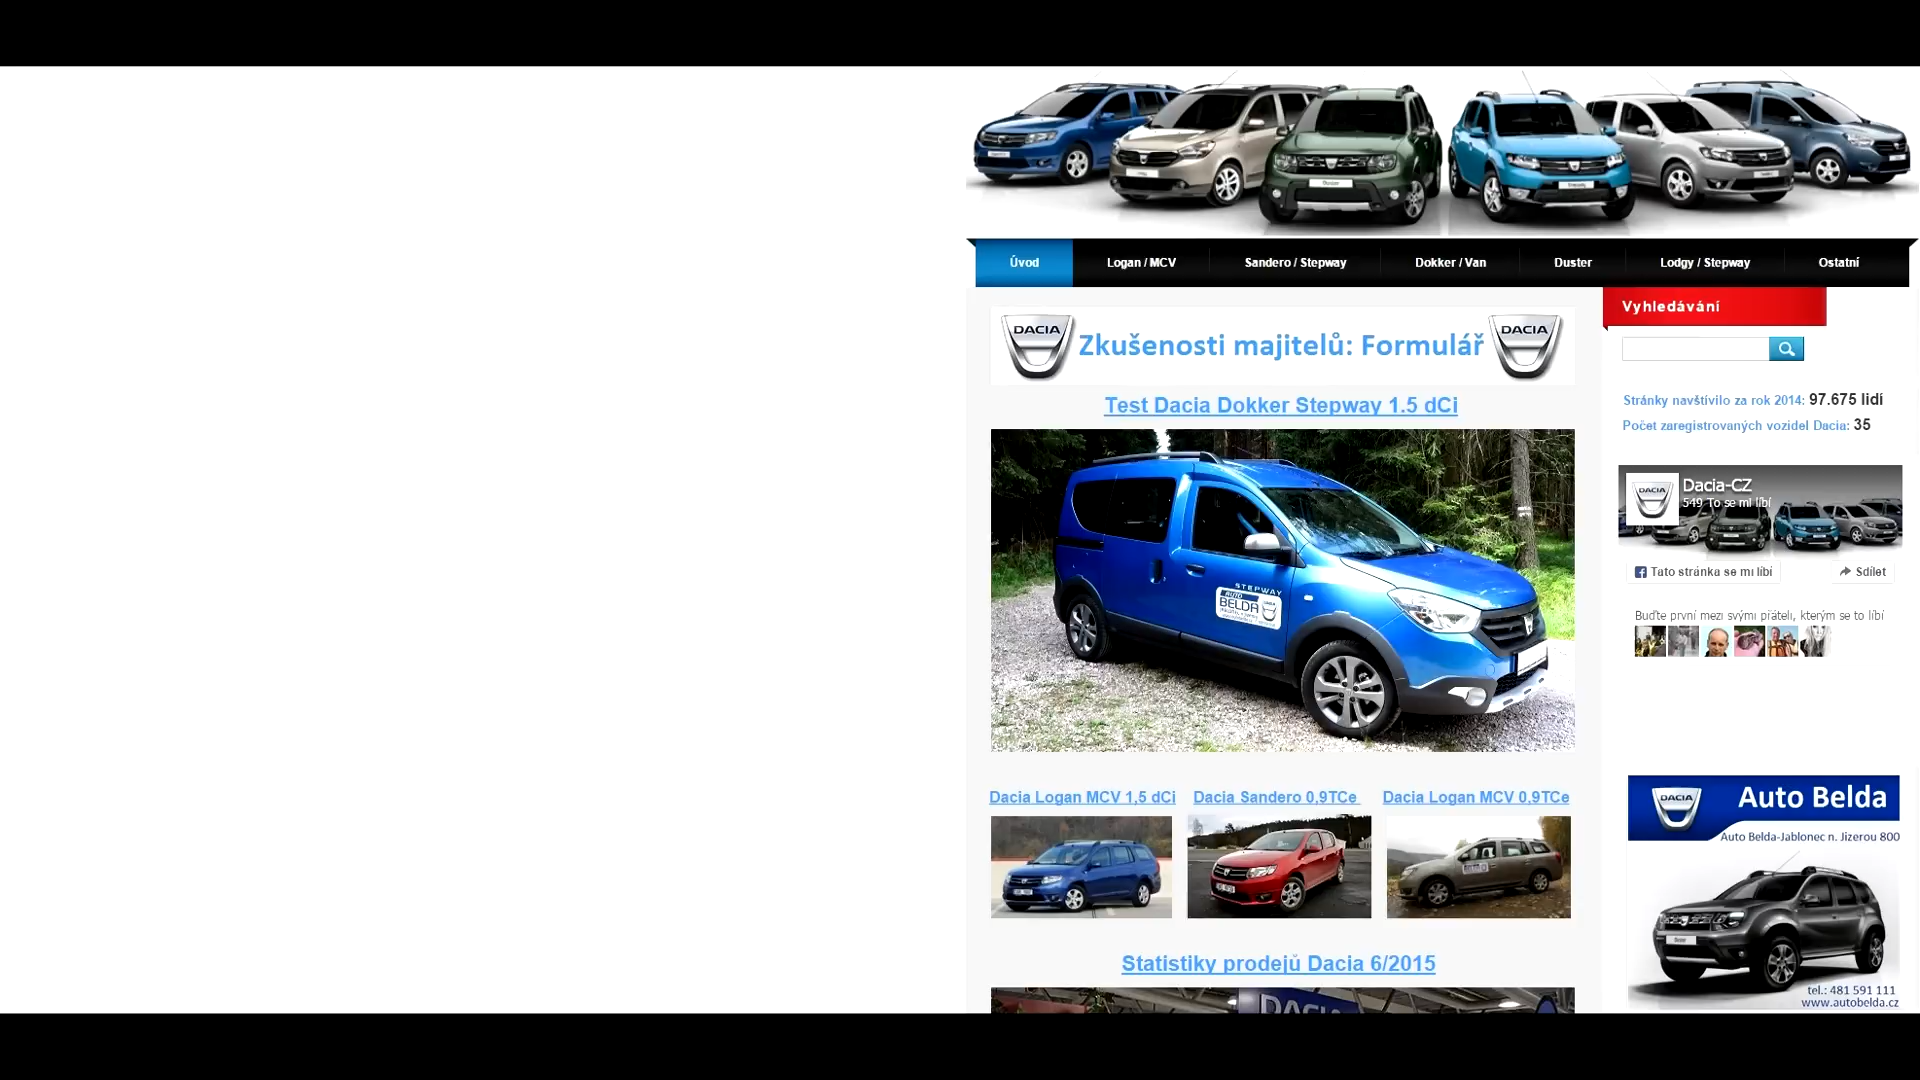 Úvod
Logan / MCV
Sandero / Stepway
Dokker / Van
Duster
Lodgy / Stepway
Ostatní
DACIA
Zkušenosti majitelů: Formulář
DACIA
Test Dacia Dokker Stepway 1.5 dCi
STEPWAY
AUTO
BELDA
Dacia Logan MCV 1,5 dCi
Dacia Sandero 0,9TCe
Dacia Logan MCV 0,9TCe
Statistiky prodejů Dacia 6/2015
DACIA
Vyhledávání
Stránky navštívilo za rok 2014: 97.675 lidí
Počet zaregistrovaných vozidel Dacia: 35
DACIA
Dacia-CZ
549 To se mi líbí
Tato stránka se mi líbí
Sdílet
Buďte první mezi svými přáteli, kterým se to líbí
DACIA
Auto Belda
Auto Belda-Jablonec n. Jizerou 800
tel.: 481 591 111
www.autobelda.cz